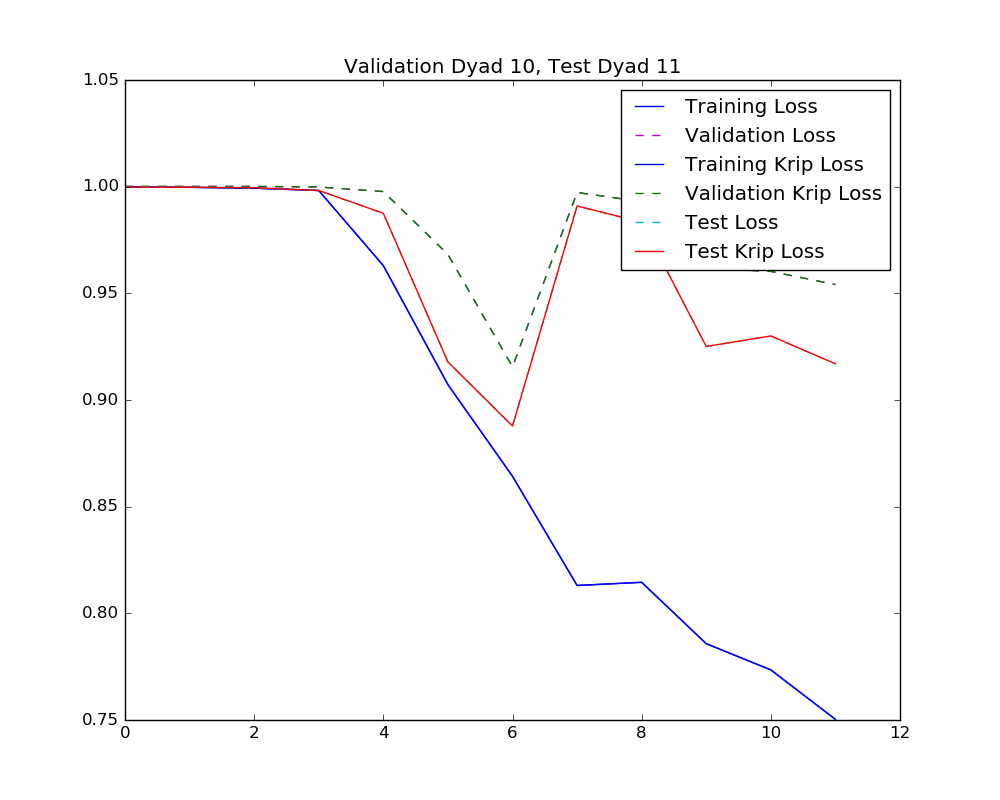 Validation Dyad 10, Test Dyad 11
1.05
1.00
0.95
0.90
0.85
0.80
0.75
Training Loss
Validation Loss
Training Krip Loss
Validation Krip Loss
Test Loss
Test Krip Loss
0 2 4 6 8 10 12